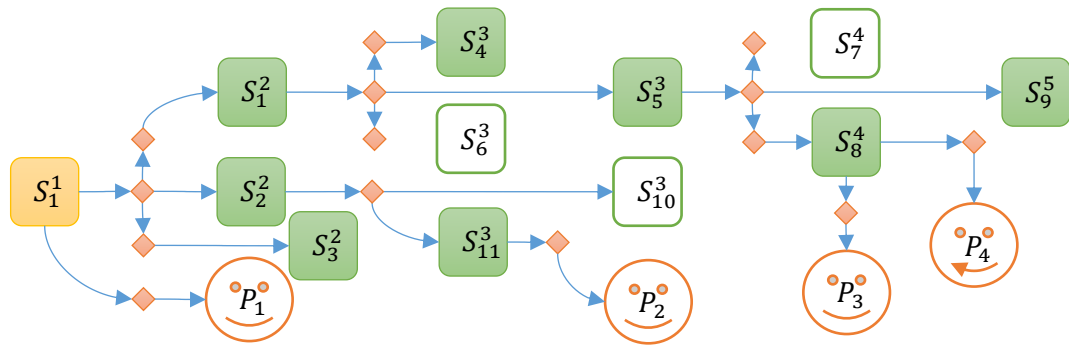 S_4^3
S_7^4
S_1^2
S_5^3
S_9^5
S_6^3
S_8^4
S_1^1
S_2^2
S_10^3
S_3^2
S_11^3
P_4
P_1
P_2
P_3